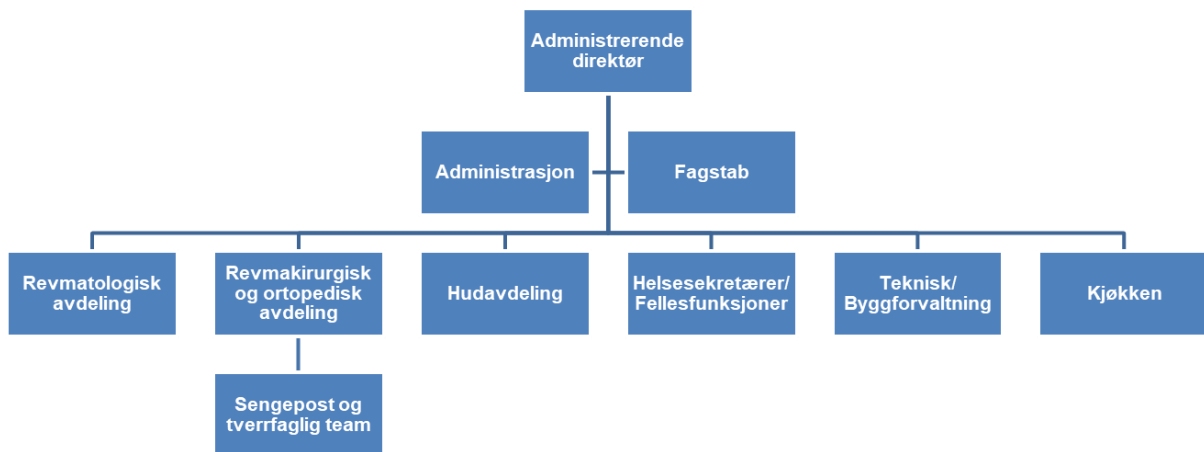 Administrerende
direktør
Administrasjon
Fagstab
Revmatologisk
avdeling
Revmakirurgisk
og ortopedisk
avdeling
Hudavdeling
Helsesekretærer/
Fellesfunksjoner
Teknisk/
Byggforvaltning
Kjøkken
Sengepost og
tverrfaglig team